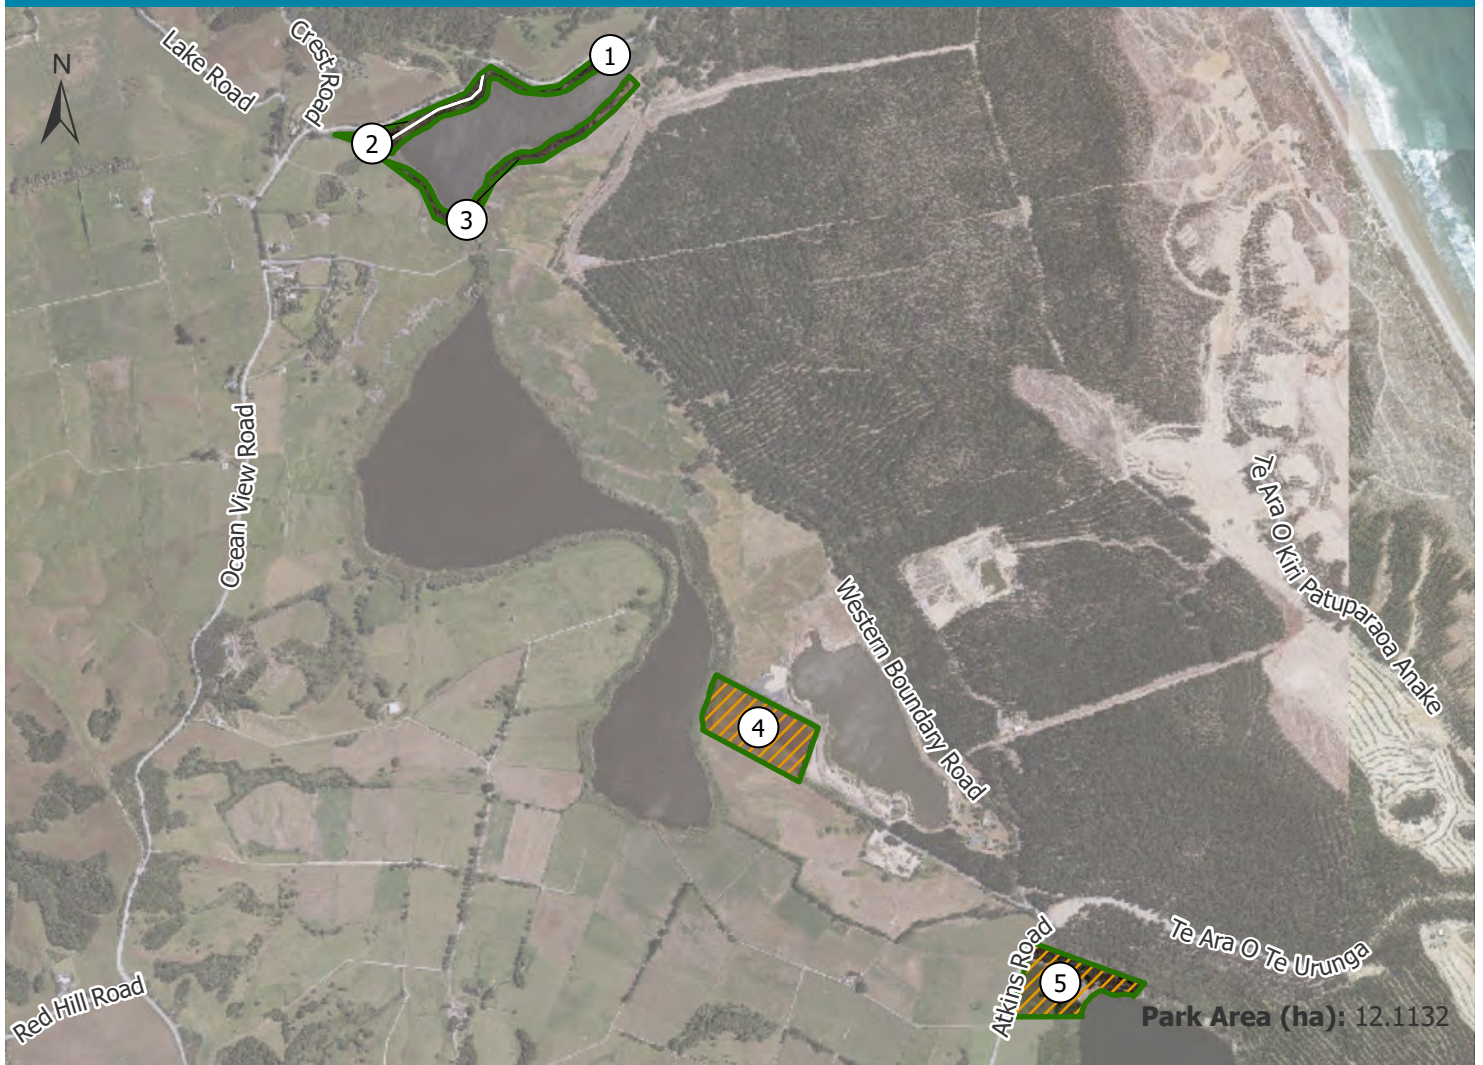 Lake Road
Crest Road
N
1
2
3
Ocean View Road
Te Ara O Kiri Patuparaoa Anake
Western Boundary Road
4
Te Ara O Te Urunga
Atkins Road
5
Red Hill Road
Park Area (ha): 12.1132